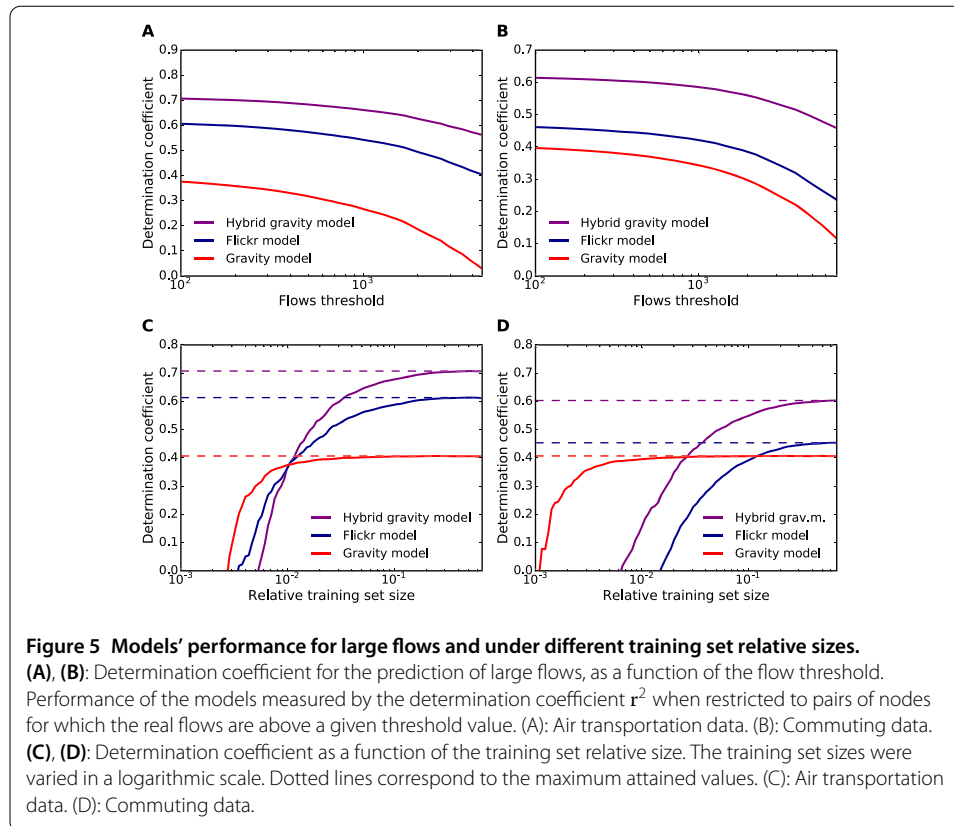 A
B
0.9
0.8
0.7
0.6
0.5
0.4
0.3
0.2
0.1
0.0
Determination coefficient
Hybrid gravity model
Flickr model
Gravity model
10^2
10^3
Flows threshold
0.7
0.6
0.5
0.4
0.3
0.2
0.1
0.0
Determination coefficient
Hybrid gravity model
Flickr model
Gravity model
10^2
10^3
Flows threshold
C
D
0.8
0.7
0.6
0.5
0.4
0.3
0.2
0.1
0.0
Determination coefficient
Hybrid gravity model
Flickr model
Gravity model
10^-3
10^-2
10^-1
Relative training set size
0.8
0.7
0.6
0.5
0.4
0.3
0.2
0.1
0.0
Determination coefficient
Hybrid grav.m.
Flickr model
Gravity model
10^-3
10^-2
10^-1
Relative training set size
Figure 5 Models' performance for large flows and under different training set relative sizes.
(A), (B): Determination coefficient for the prediction of large flows, as a function of the flow threshold.
Performance of the models measured by the determination coefficient r^2 when restricted to pairs of nodes
for which the real flows are above a given threshold value. (A): Air transportation data. (B): Commuting data.
(C), (D): Determination coefficient as a function of the training set relative size. The training set sizes were
varied in a logarithmic scale. Dotted lines correspond to the maximum attained values. (C): Air transportation
data. (D): Commuting data.